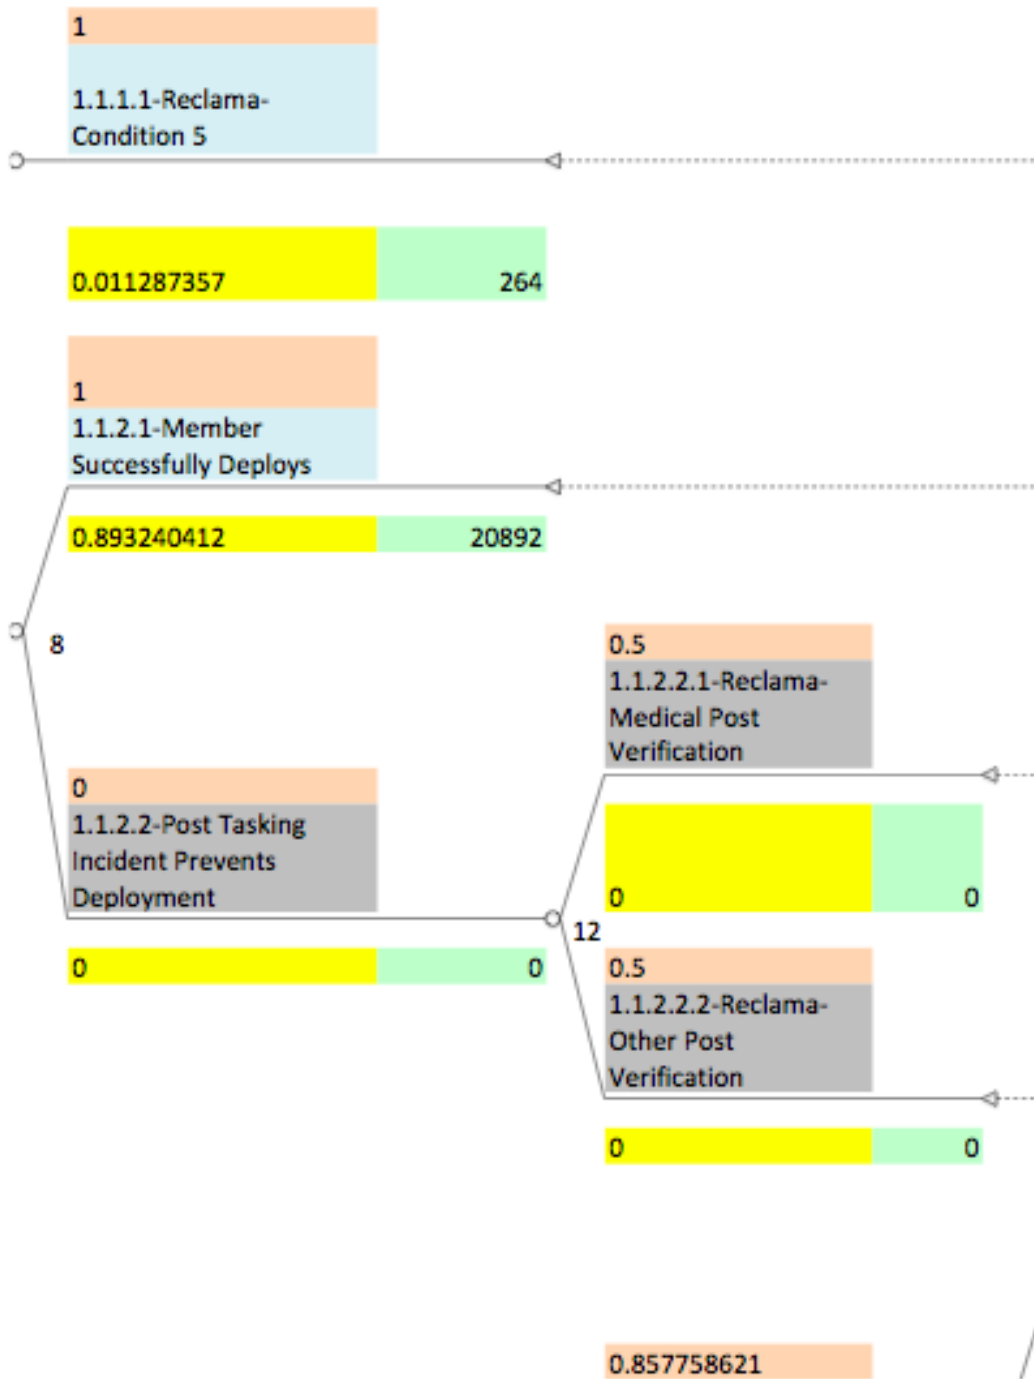 1
1.1.1.1-Reclama-
Condition 5
0.011287357 264
1
1.1.2.1-Member
Successfully Deploys
0.893240412 20892
8
0.5
1.1.2.2.1-Reclama-
Medical Post
Verification
0
1.1.2.2-Post Tasking
Incident Prevents
Deployment
0 0
12
0.5
0 0
1.1.2.2.2-Reclama-
Other Post
Verification
0 0
0.857758621